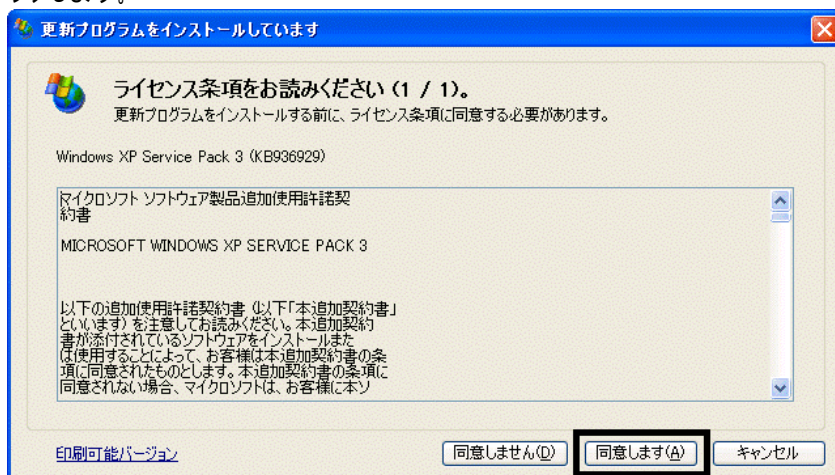 ックします。
更新プログラムをインストールしています
ライセンス条項をお読みください (1 / 1)。
更新プログラムをインストールする前に、ライセンス条項に同意する必要があります。
Windows XP Service Pack 3 (KB936929)
マイクロソフト ソフトウェア製品追加使用許諾契
約書
MICROSOFT WINDOWS XP SERVICE PACK 3
以下の追加使用許諾契約書 (以下「本追加契約書」
といいます) を注意してお読みください。本追加契約
書が添付されているソフトウェアをインストールまた
は使用することによって、お客様は本追加契約書の条
項に同意されたものとします。本追加契約書の条項に
同意されない場合、マイクロソフトは、お客様に本ソ
印刷可能バージョン
同意しません(D)
同意します(A)
キャンセル